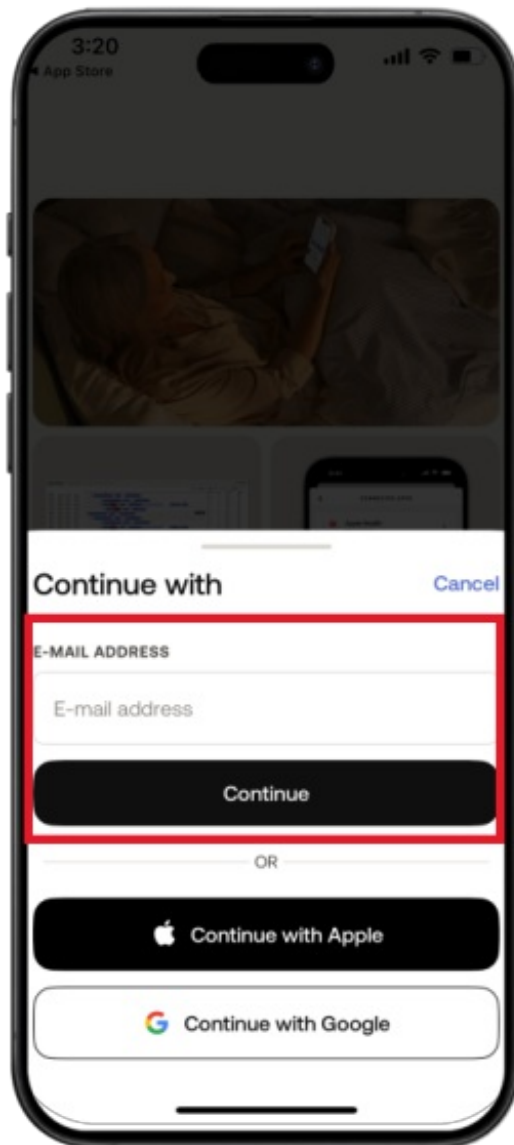 3:20
App Store
Continue with
Cancel
E-MAIL ADDRESS
E-mail address
Continue
OR
Continue with Apple
Continue with Google